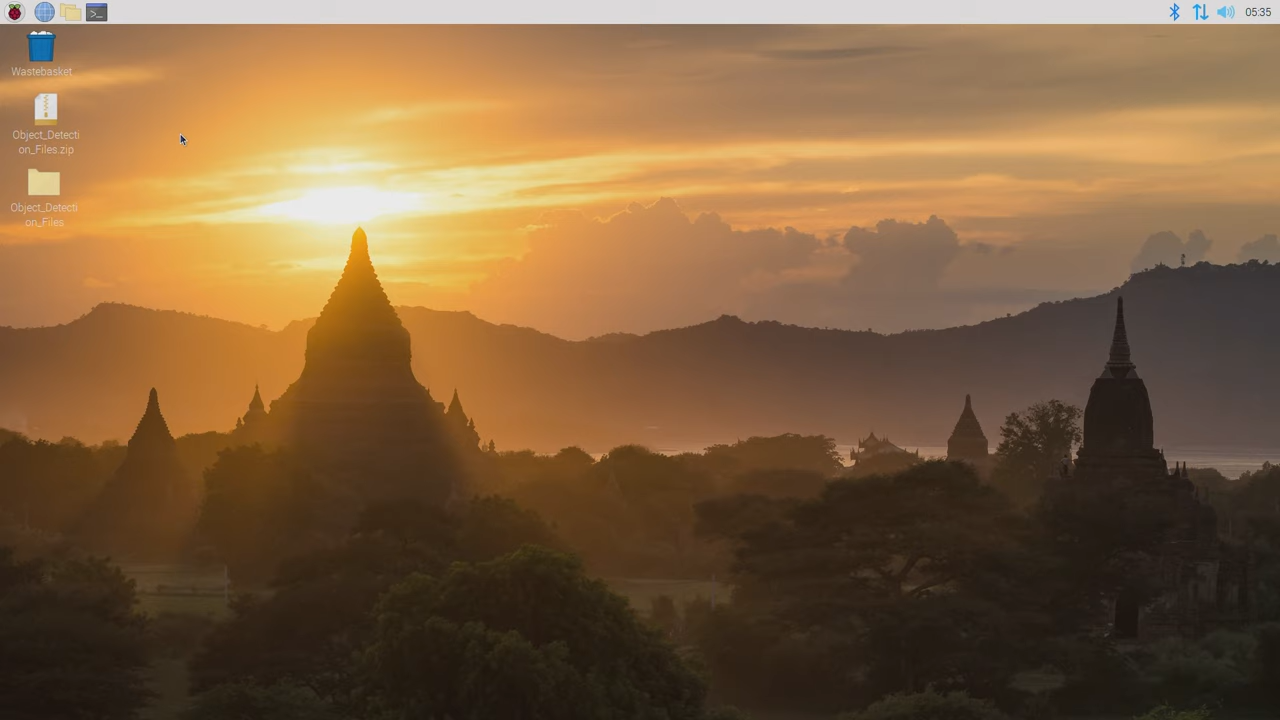 05:35
Wastebasket
Object_Detecti
on_Files.zip
Object_Detecti
on_Files